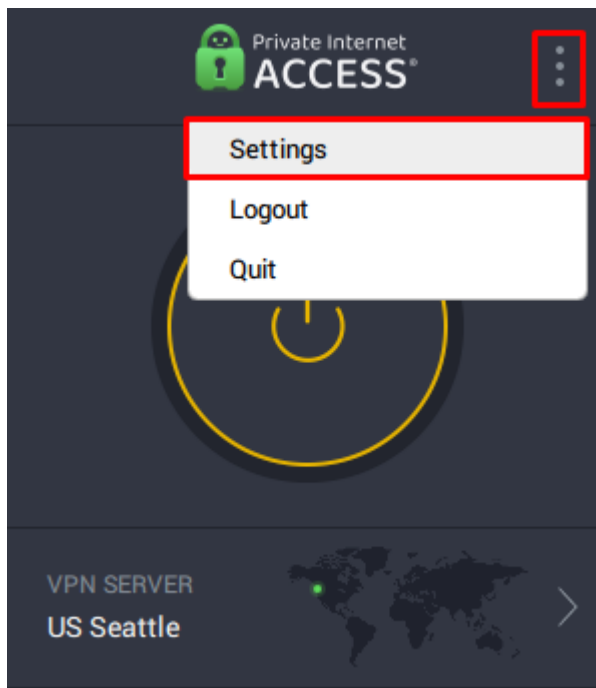 Private Internet
ACCESS®
Settings
Logout
Quit
VPN SERVER
US Seattle